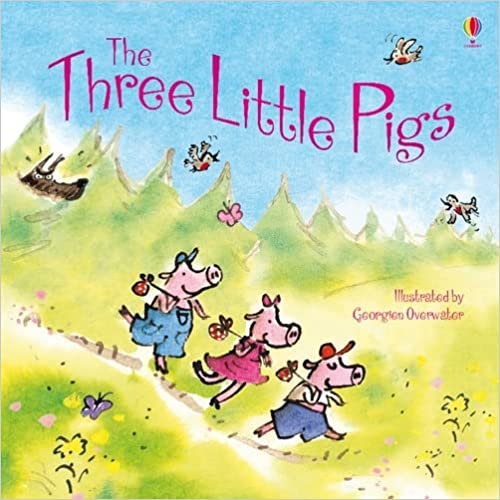 The
Three Little Pigs
Illustrated by
Georgien Overwater